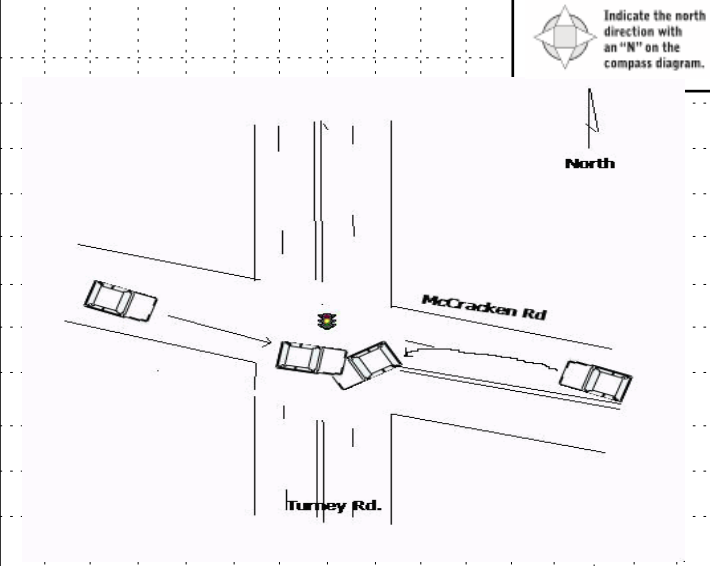 Indicate the north
direction with
an "N" on the
compass diagram.
North
McCracken Rd
Turney Rd.